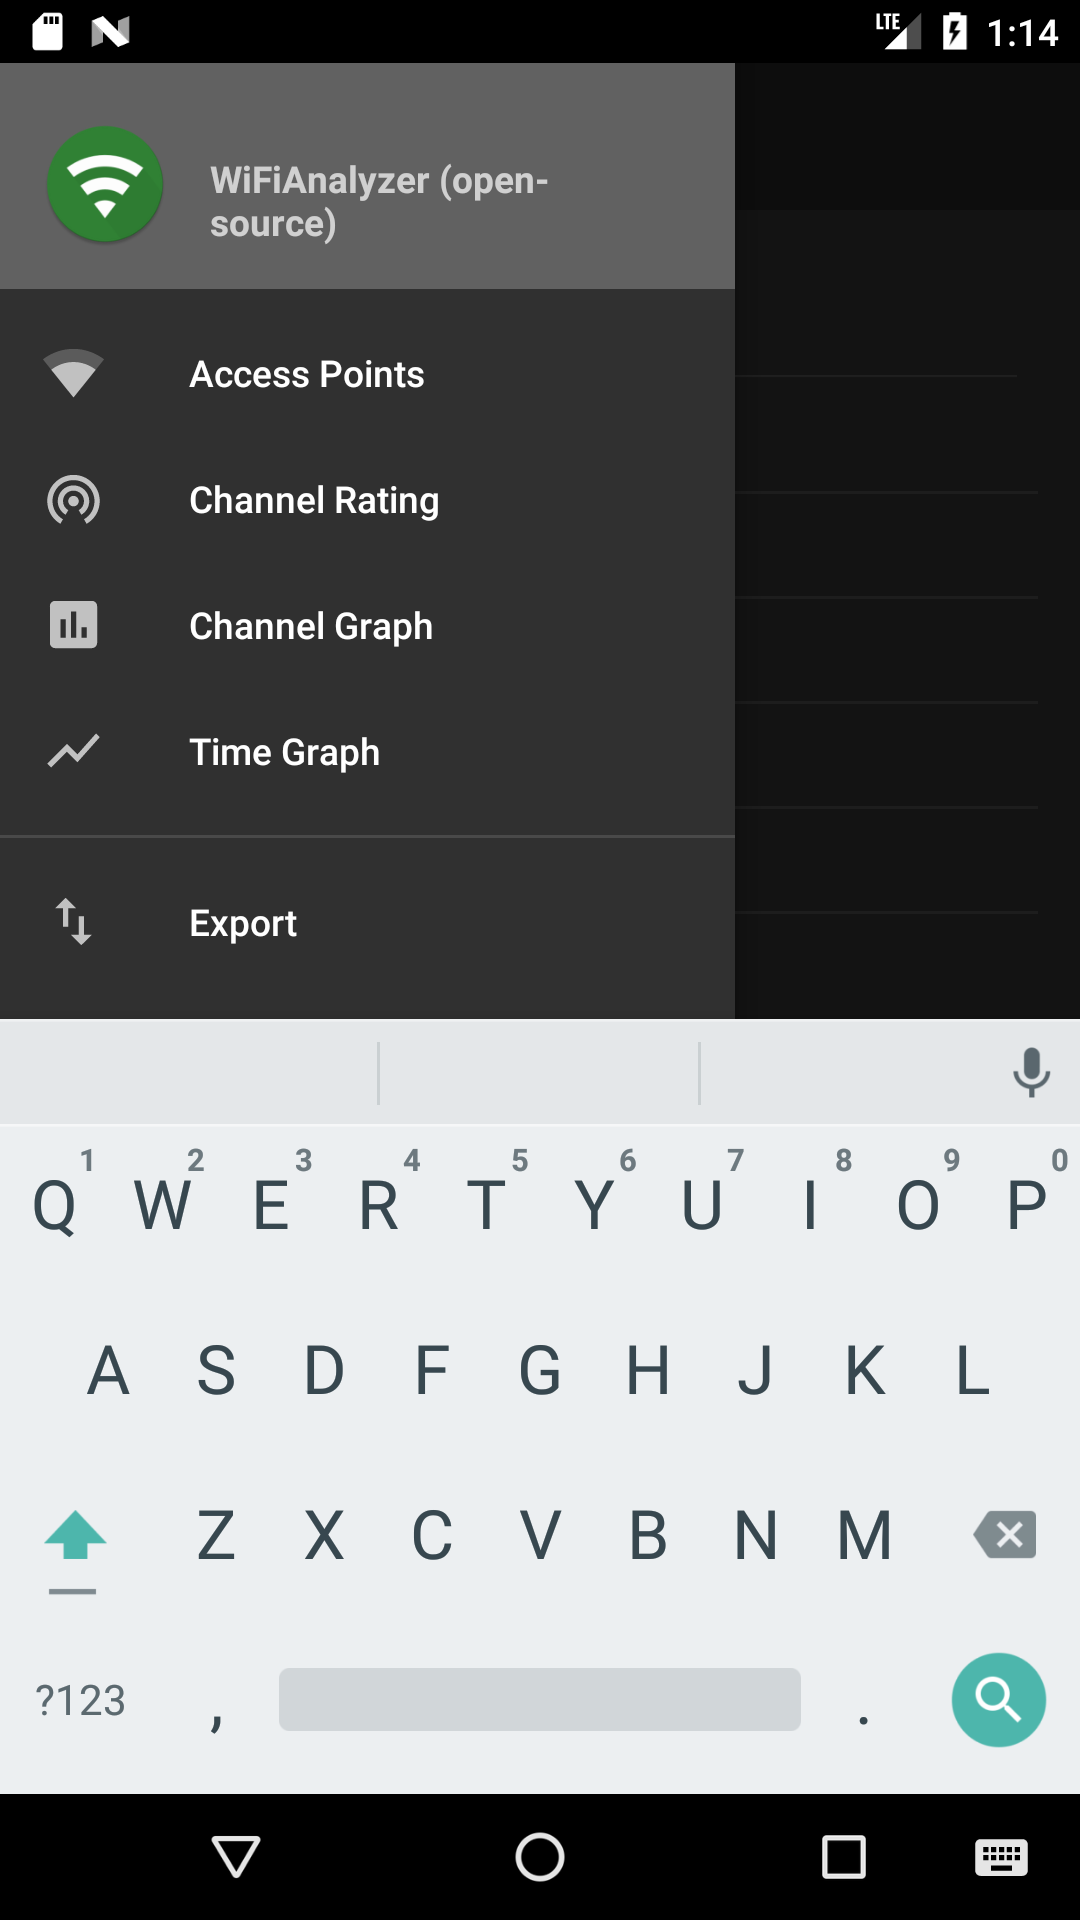 LTE 1:14
WiFiAnalyzer (open-
source)
Access Points
Channel Rating
Channel Graph
Time Graph
Export
1 2 3 4 5 6 7 8 9 0
Q W E R T Y U I O P
A S D F G H J K L
Z X C V B N M
?123 , .